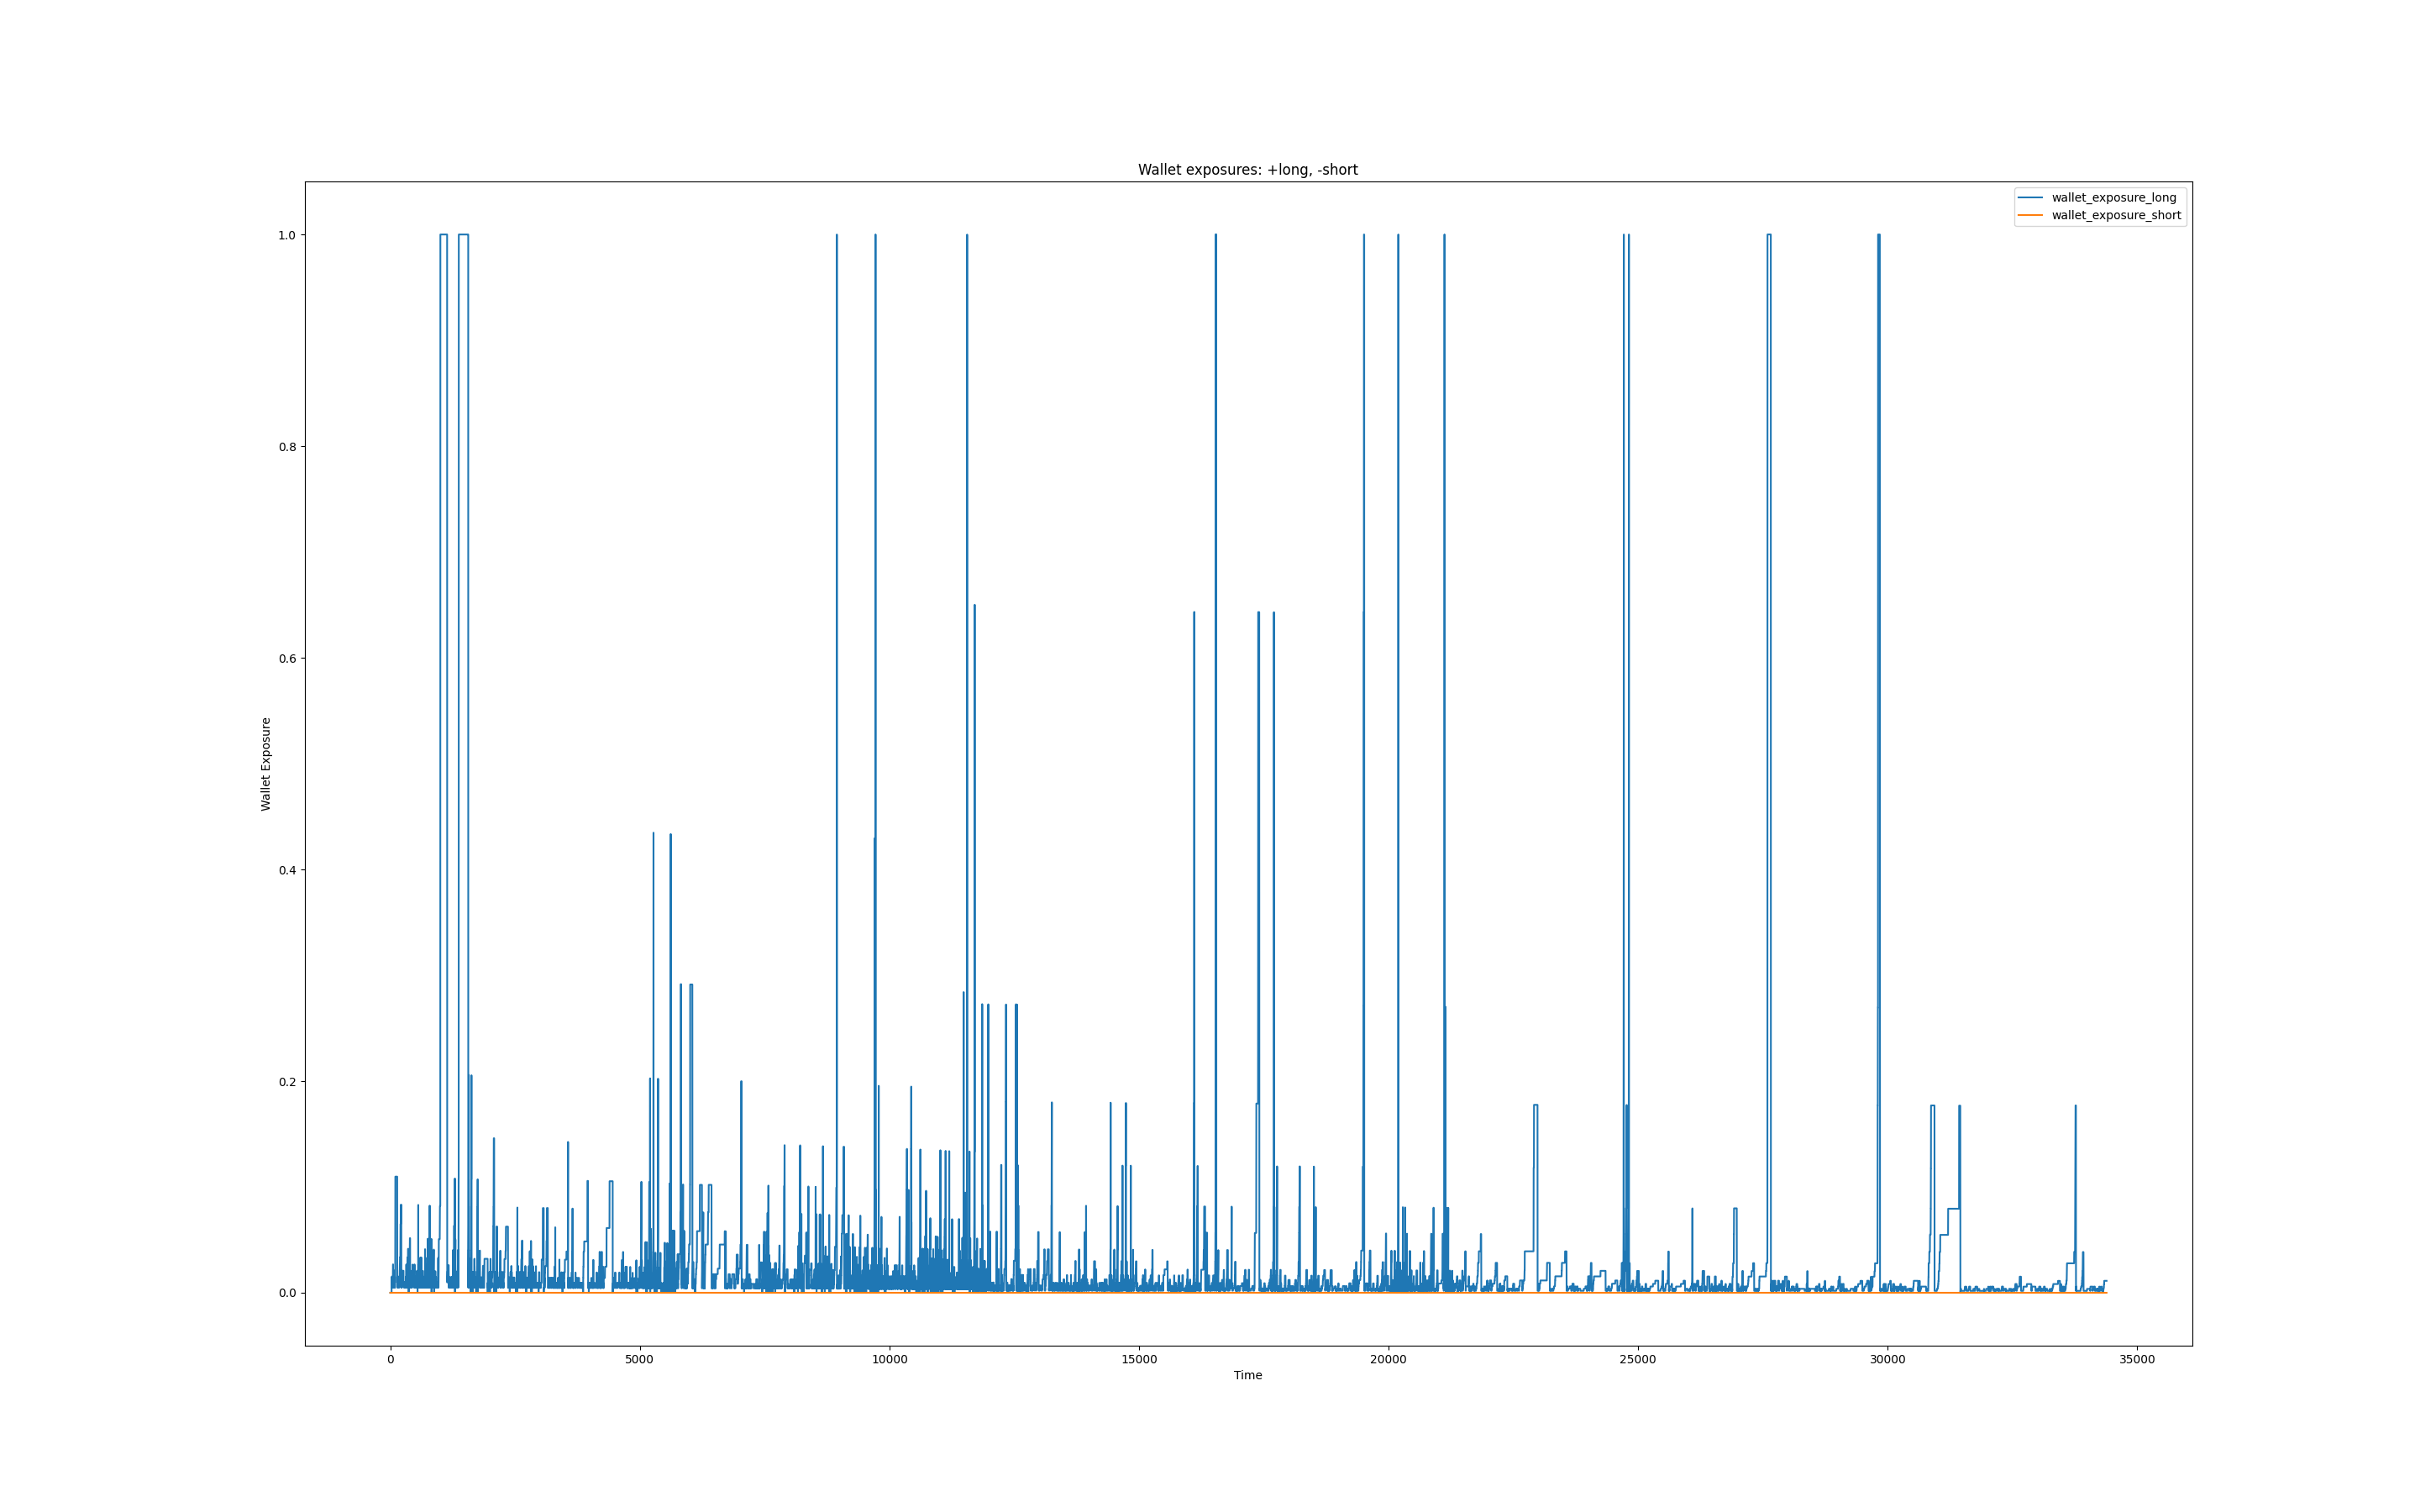 Wallet exposures: +long, -short
wallet_exposure_long
wallet_exposure_short
1.0
0.8
0.6
0.4
0.2
0.0
Wallet Exposure
0 5000 10000 15000 20000 25000 30000 35000
Time